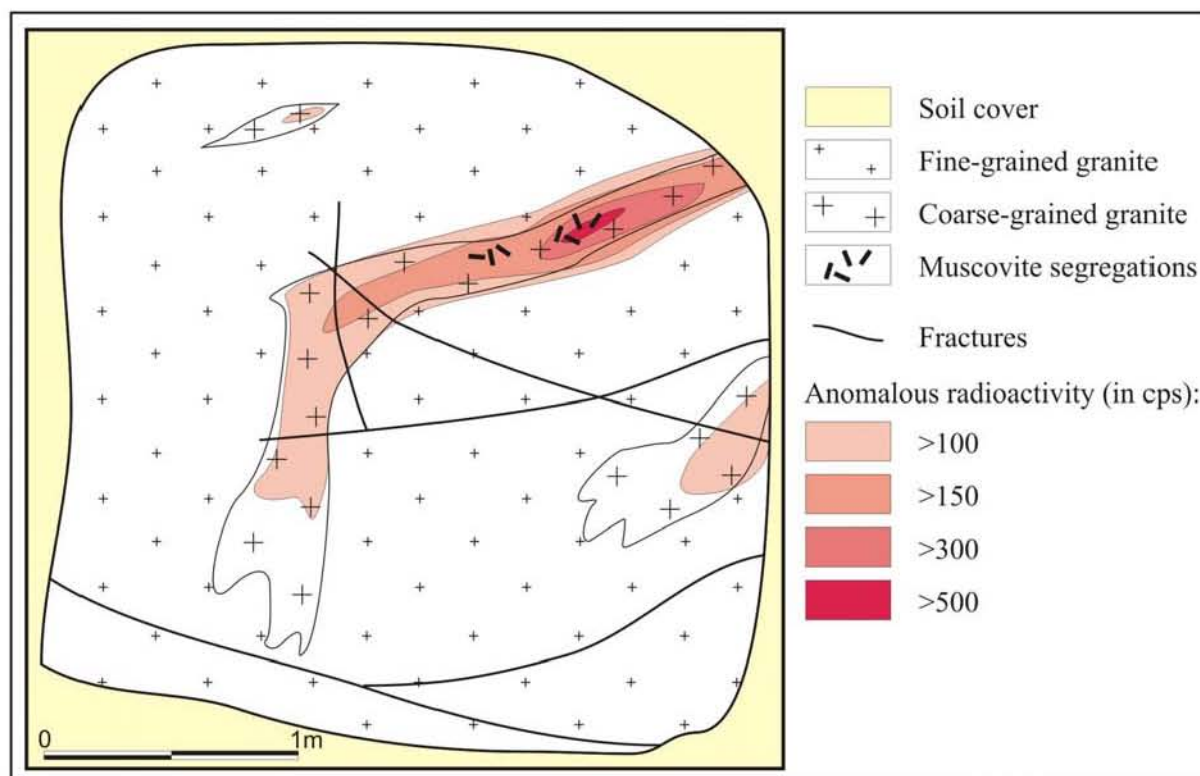 Soil cover
Fine-grained granite
Coarse-grained granite
Muscovite segregations
Fractures
Anomalous radioactivity (in cps):
>100
>150
>300
>500
0 1m